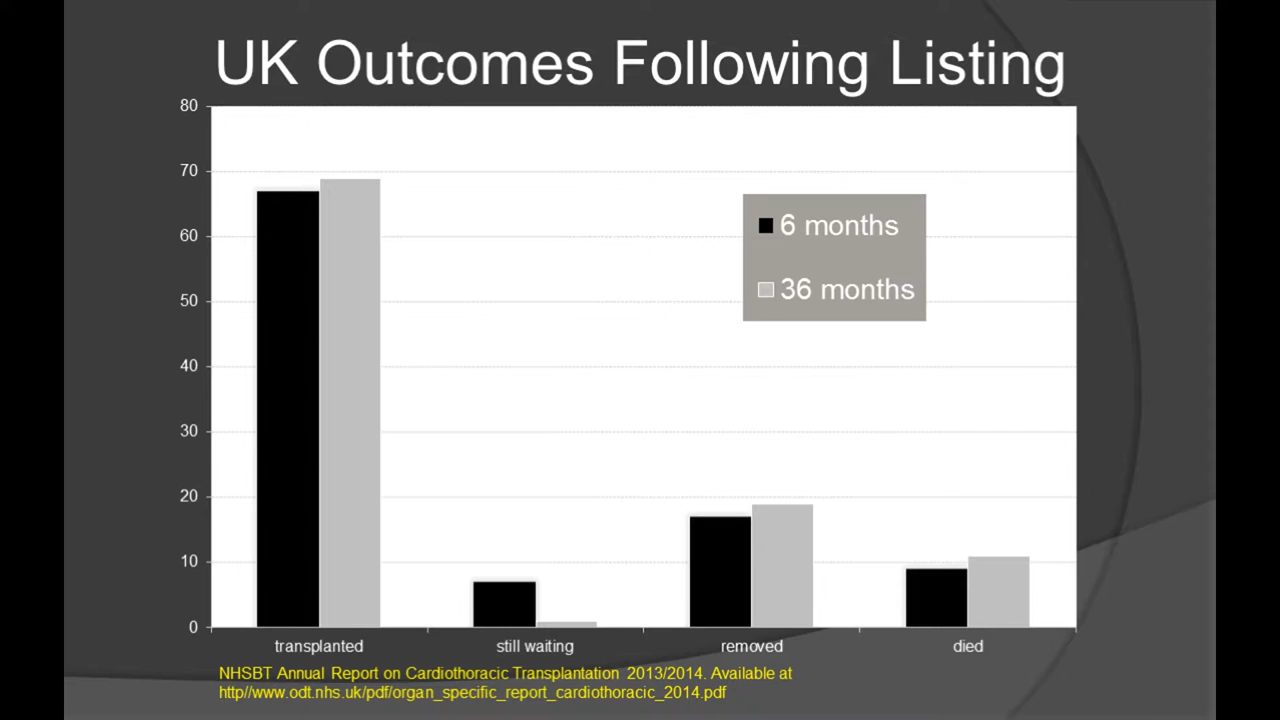 UK Outcomes Following Listing
80
70
60
50
40
30
20
10
0
6 months
36 months
transplanted
still waiting
removed
died
NHSBT Annual Report on Cardiothoracic Transplantation 2013/2014. Available at
http//www.odt.nhs.uk/pdf/organ_specific_report_cardiothoracic_2014.pdf